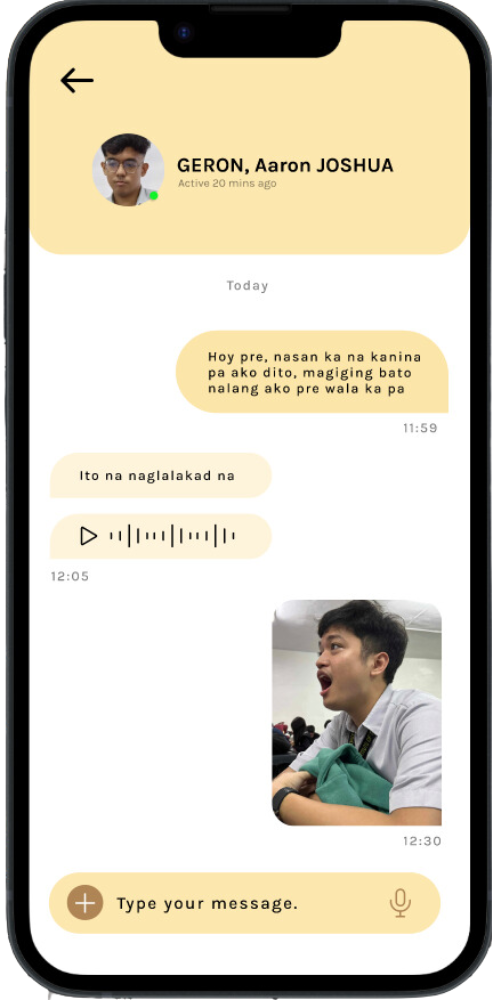 GERON, Aaron JOSHUA
Active 20 mins ago
Today
Hoy pre, nasan ka na kanina
pa ako dito, magiging bato
nalang ako pre wala ka pa
11:59
Ito na naglalakad na
12:05
12:30
Type your message.